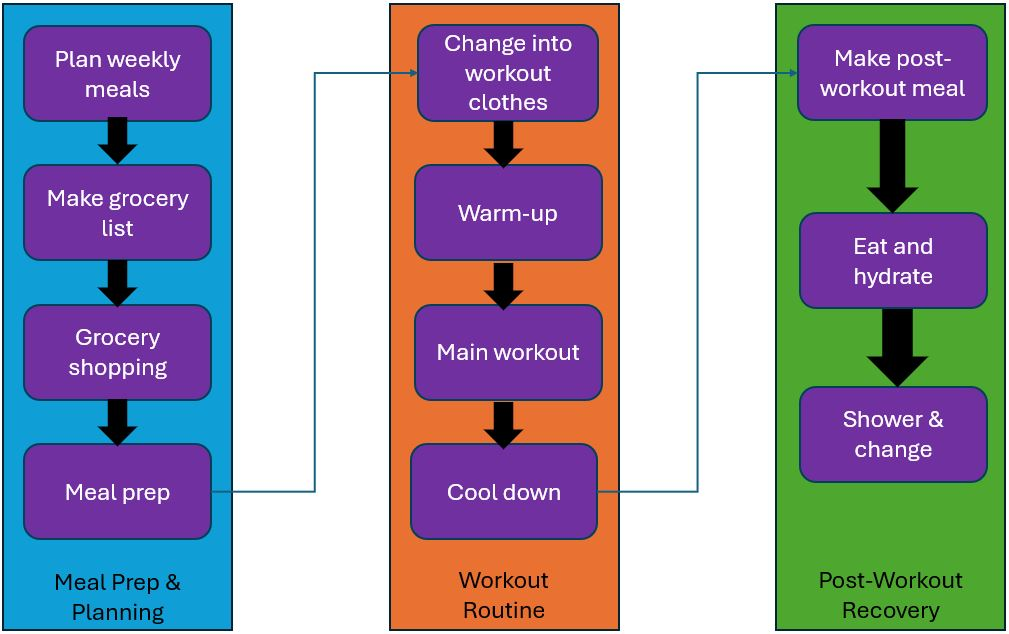 Plan weekly
meals
Make grocery
list
Grocery
shopping
Meal prep
Meal Prep &
Planning
Change into
workout
clothes
Warm-up
Main workout
Cool down
Workout
Routine
Make post-
workout meal
Eat and
hydrate
Shower &
change
Post-Workout
Recovery